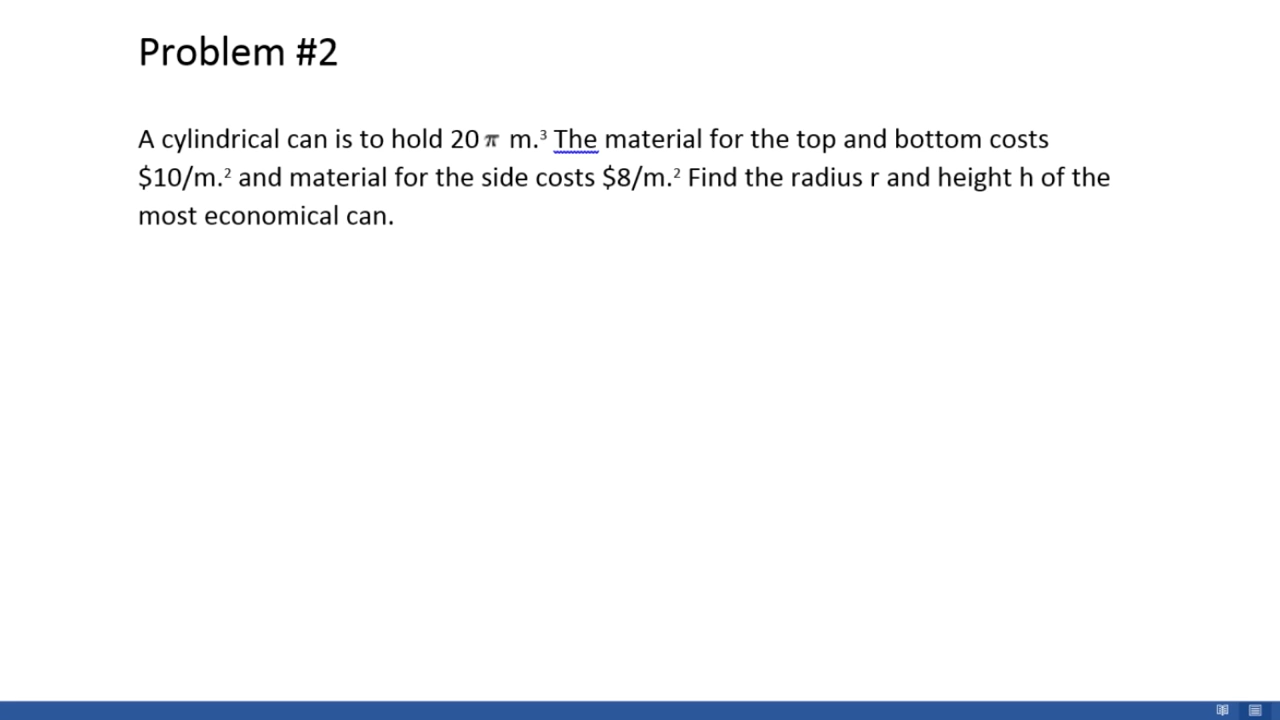 Problem #2
A cylindrical can is to hold 20 π m.³ The material for the top and bottom costs
$10/m.² and material for the side costs $8/m.² Find the radius r and height h of the
most economical can.